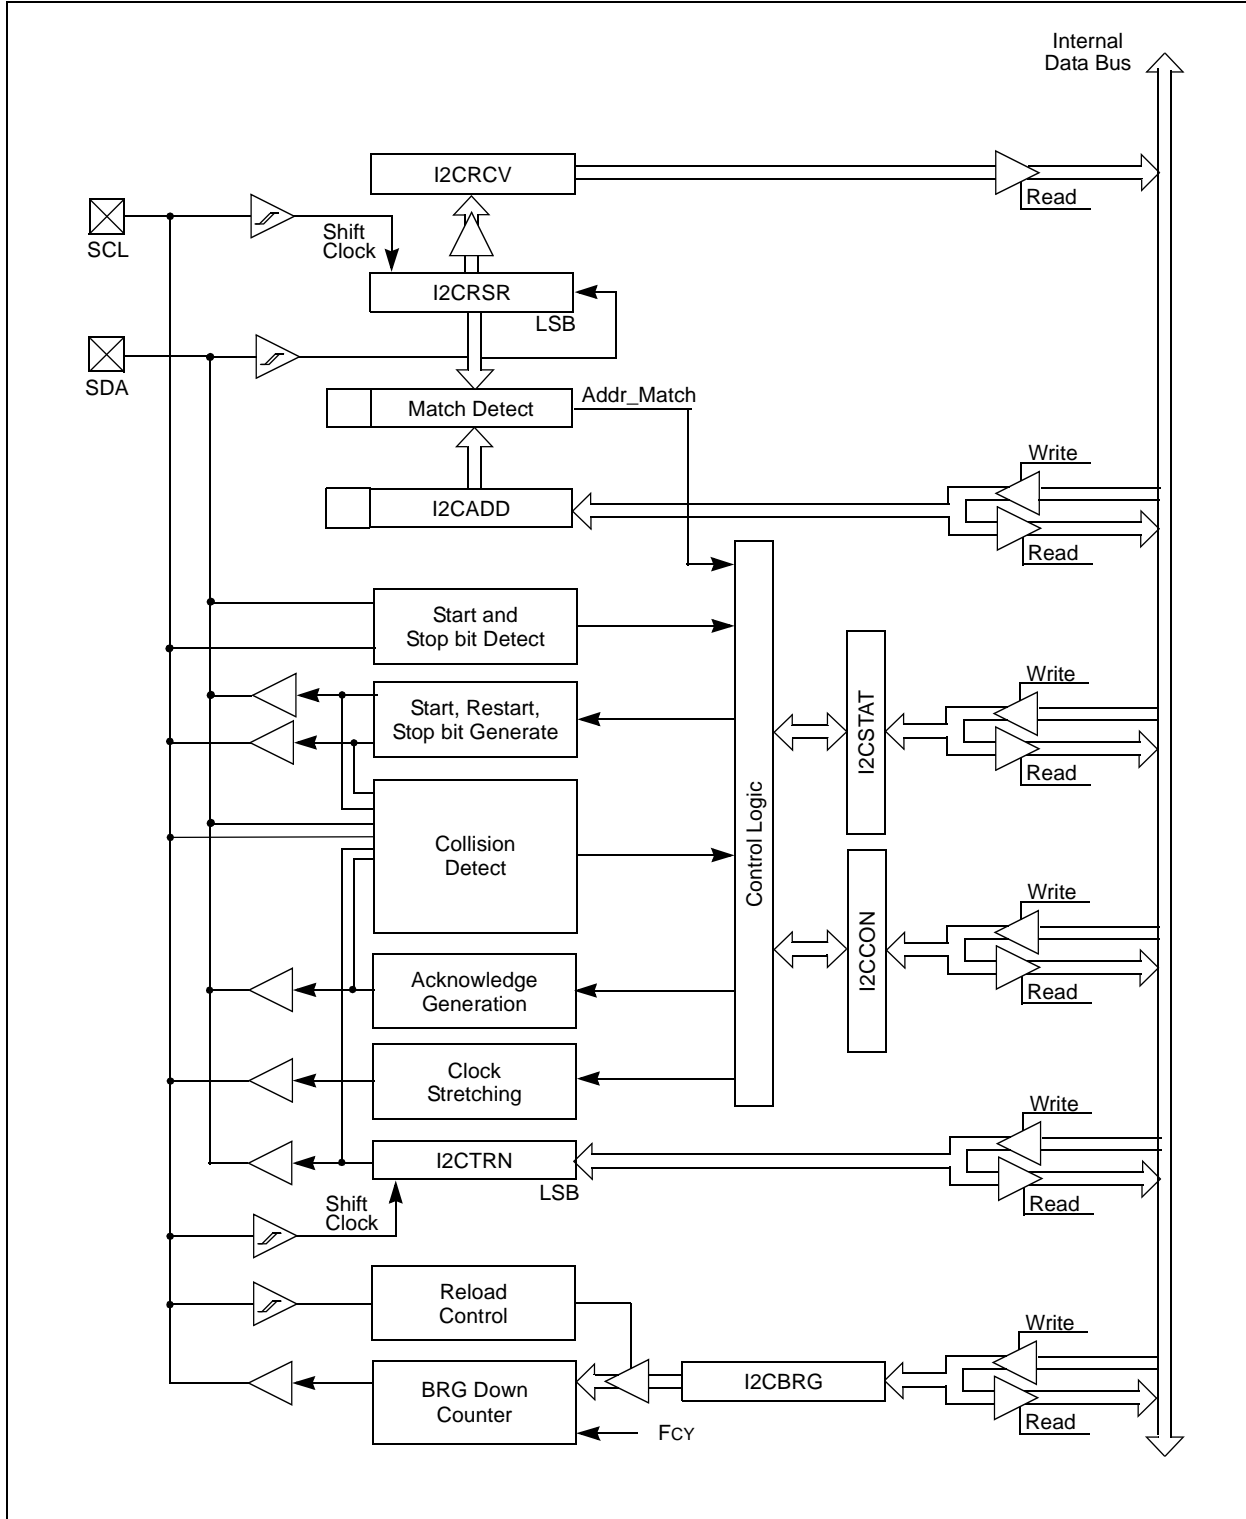 Internal
Data Bus
I2CRCV
Read
SCL
Shift
Clock
I2CRSR
LSB
SDA
Match Detect
Addr_Match
Write
I2CADD
Read
Start and
Stop bit Detect
Start, Restart,
Stop bit Generate
Collision
Detect
Acknowledge
Generation
Clock
Stretching
Control Logic
I2CSTAT
Write
Read
I2CCON
Write
Read
I2CTRN
LSB
Write
Read
Shift
Clock
Reload
Control
BRG Down
Counter
FCY
I2CBRG
Write
Read